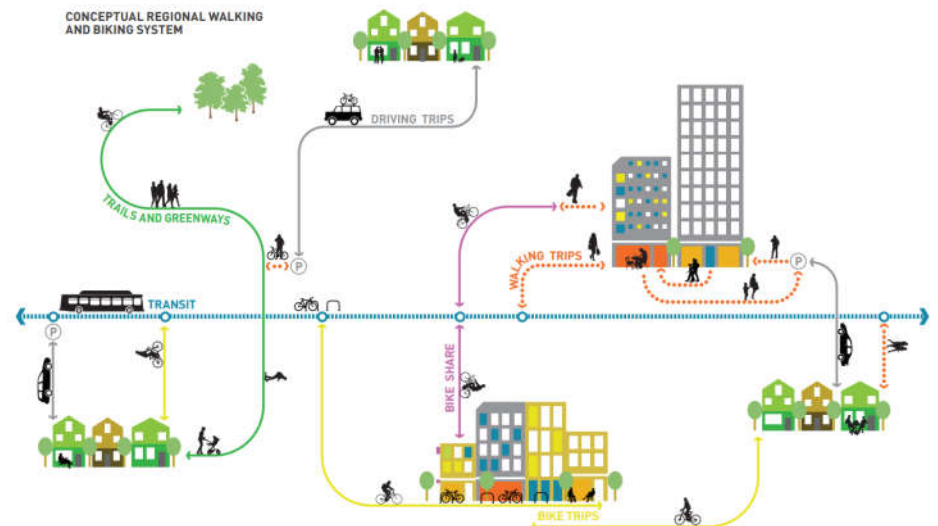 CONCEPTUAL REGIONAL WALKING
AND BIKING SYSTEM
DRIVING TRIPS
TRAILS AND GREENWAYS
P
WALKING TRIPS
P
TRANSIT
P
BIKE SHARE
BIKE TRIPS